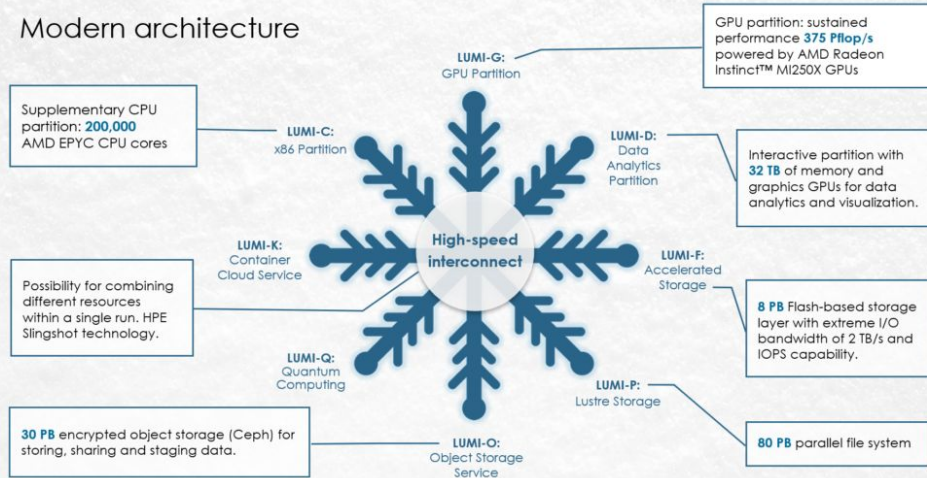 Modern architecture
GPU partition: sustained
performance 375 Pflop/s
powered by AMD Radeon
Instinct™ MI250X GPUs
LUMI-G:
GPU Partition
Supplementary CPU
partition: 200,000
AMD EPYC CPU cores
LUMI-C:
x86 Partition
LUMI-D:
Data
Analytics
Partition
Interactive partition with
32 TB of memory and
graphics GPUs for data
analytics and visualization.
High-speed
interconnect
LUMI-K:
Container
Cloud Service
LUMI-F:
Accelerated
Storage
Possibility for combining
different resources
within a single run. HPE
Slingshot technology.
8 PB Flash-based storage
layer with extreme I/O
bandwidth of 2 TB/s and
IOPS capability.
LUMI-Q:
Quantum
Computing
LUMI-P:
Lustre Storage
30 PB encrypted object storage (Ceph) for
storing, sharing and staging data.
LUMI-O:
Object Storage
Service
80 PB parallel file system